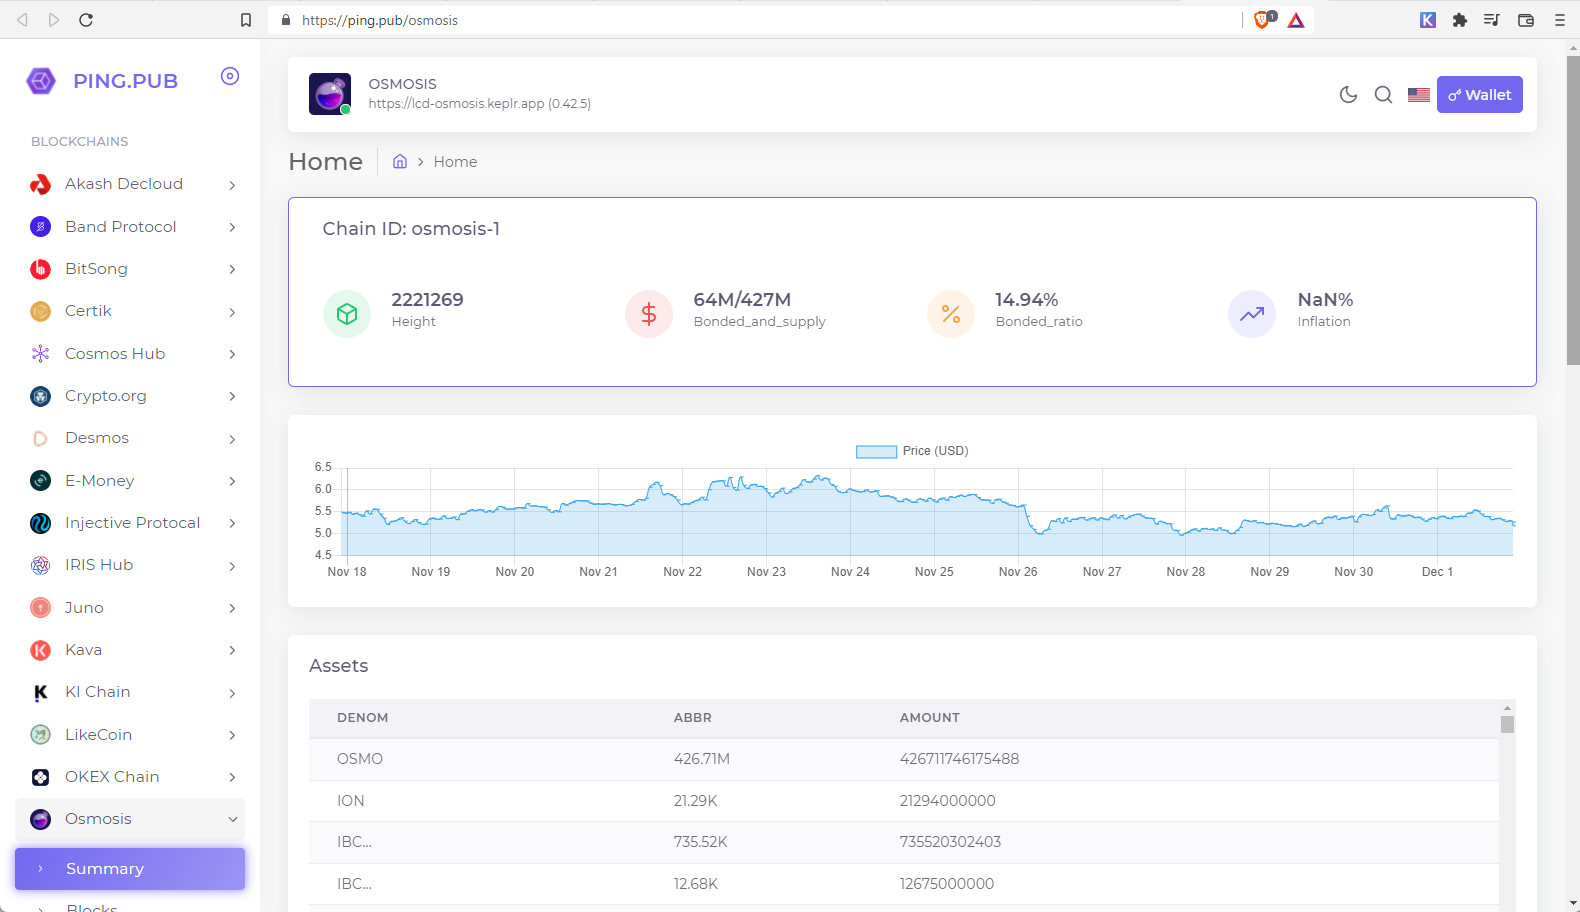 https://ping.pub/osmosis
1
PING.PUB
BLOCKCHAINS
Akash Decloud
Band Protocol
BitSong
Certik
Cosmos Hub
Crypto.org
Desmos
E-Money
Injective Protocal
IRIS Hub
Juno
Kava
KI Chain
LikeCoin
OKEX Chain
Osmosis
Summary
Blocks
OSMOSIS
https://lcd-osmosis.keplr.app (0.42.5)
Wallet
Home
Home
Chain ID: osmosis-1
2221269
Height
64M/427M
Bonded_and_supply
14.94%
Bonded_ratio
NaN%
Inflation
Price (USD)
6.5
6.0
5.5
5.0
4.5
Nov 18 Nov 19 Nov 20 Nov 21 Nov 22 Nov 23 Nov 24 Nov 25 Nov 26 Nov 27 Nov 28 Nov 29 Nov 30 Dec 1
Assets
DENOM ABBR AMOUNT
OSMO 426.71M 426711746175488
ION 21.29K 21294000000
IBC... 735.52K 735520302403
IBC... 12.68K 12675000000